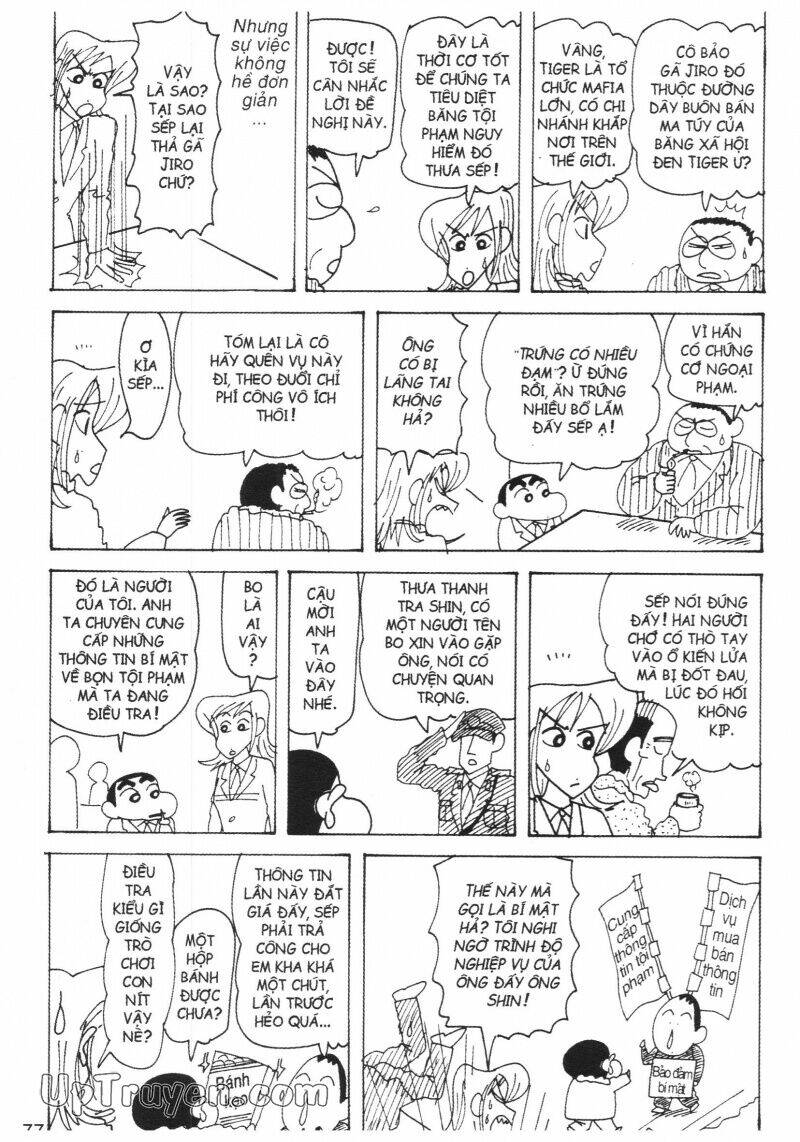 CÔ BẢO
GÃ JIRO ĐÓ
THUỘC ĐƯỜNG
DÂY BUÔN BÁN
MA TÚY CỦA
BĂNG XÃ HỘI
ĐEN TIGER Ư?
VÂNG,
TIGER LÀ TỔ
CHỨC MAFIA
LỚN, CÓ CHI
NHÁNH KHẮP
NƠI TRÊN
THẾ GIỚI.
ĐÂY LÀ
THỜI CƠ TỐT
ĐỂ CHÚNG TA
TIÊU DIỆT
BĂNG TỘI
PHẠM NGUY
HIỂM ĐÓ
THƯA SẾP!
ĐƯỢC!
TÔI SẼ
CÂN NHẮC
LỜI ĐỀ
NGHỊ NÀY.
Nhưng
sự việc
không
hề đơn
giản
...
VẬY
LÀ SAO?
TẠI SAO
SẾP LẠI
THẢ GÃ
JIRO
CHỨ?
VÌ HẮN
CÓ CHỨNG
CƠ NGOẠI
PHẠM.
"TRỨNG CÓ NHIỀU
ĐẠM"? Ừ ĐÚNG
RỒI, ĂN TRỨNG
NHIỀU BỔ LẮM
ĐẤY SẾP Ạ!
ÔNG
CÓ BỊ
LÃNG TAI
KHÔNG
HẢ?
TÓM LẠI LÀ CÔ
HÃY QUÊN VỤ NÀY
ĐI, THEO ĐUỔI CHỈ
PHÍ CÔNG VÔ ÍCH
THÔI!
Ơ
KÌA
SẾP...
SẾP NÓI ĐÚNG
ĐẤY! HAI NGƯỜI
CHỚ CÓ THÒ TAY
VÀO Ổ KIẾN LỬA
MÀ BỊ ĐỐT ĐAU,
LÚC ĐÓ HỐI
KHÔNG
KỊP.
THƯA THANH
TRA SHIN, CÓ
MỘT NGƯỜI TÊN
BO XIN VÀO GẶP
ÔNG, NÓI CÓ
CHUYỆN QUAN
TRỌNG.
CẬU
MỜI
ANH
TA
VÀO
ĐÂY
NHÉ.
BO
LÀ
AI
VẬY?
ĐÓ LÀ NGƯỜI
CỦA TÔI. ANH
TA CHUYÊN CUNG
CẤP NHỮNG
THÔNG TIN BÍ MẬT
VỀ BỌN TỘI PHẠM
MÀ TA ĐANG
ĐIỀU TRA!
Dịch
vụ mua
bán thông
tin
Cung
cấp
thông
tin tội
phạm
Bảo đảm
bí mật
THẾ NÀY MÀ
GỌI LÀ BÍ MẬT
HẢ? TÔI NGHI
NGỜ TRÌNH ĐỘ
NGHIỆP VỤ CỦA
ÔNG ĐẤY ÔNG
SHIN!
THÔNG TIN
LẦN NÀY ĐẮT
GIÁ ĐẤY, SẾP
PHẢI TRẢ
CÔNG CHO
EM KHA KHÁ
MỘT CHÚT,
LẦN TRƯỚC
HẺO QUÁ...
MỘT
HỘP
BÁNH
ĐƯỢC
CHƯA?
Bánh
kẹo
ĐIỀU
TRA
KIỂU GÌ
GIỐNG
TRÒ
CHƠI
CON
NÍT
VẬY
NÈ?
UpTruyen.com
77